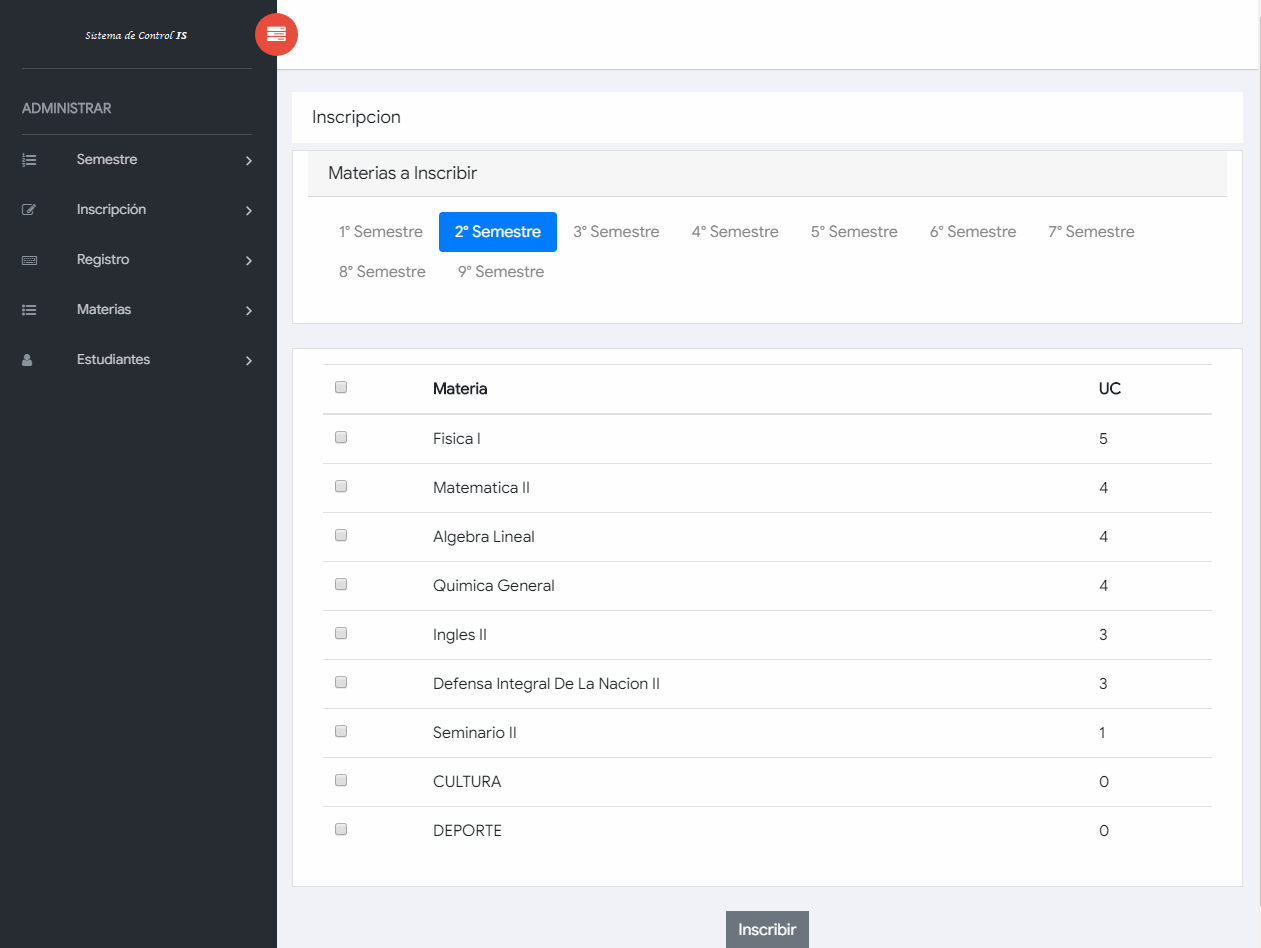 Sistema de Control IS
ADMINISTRAR
Semestre
Inscripción
Registro
Materias
Estudiantes
Inscripcion
Materias a Inscribir
1° Semestre 2° Semestre 3° Semestre 4° Semestre 5° Semestre 6° Semestre 7° Semestre
8° Semestre 9° Semestre
Materia UC
Fisica I 5
Matematica II 4
Algebra Lineal 4
Quimica General 4
Ingles II 3
Defensa Integral De La Nacion II 3
Seminario II 1
CULTURA 0
DEPORTE 0
Inscribir